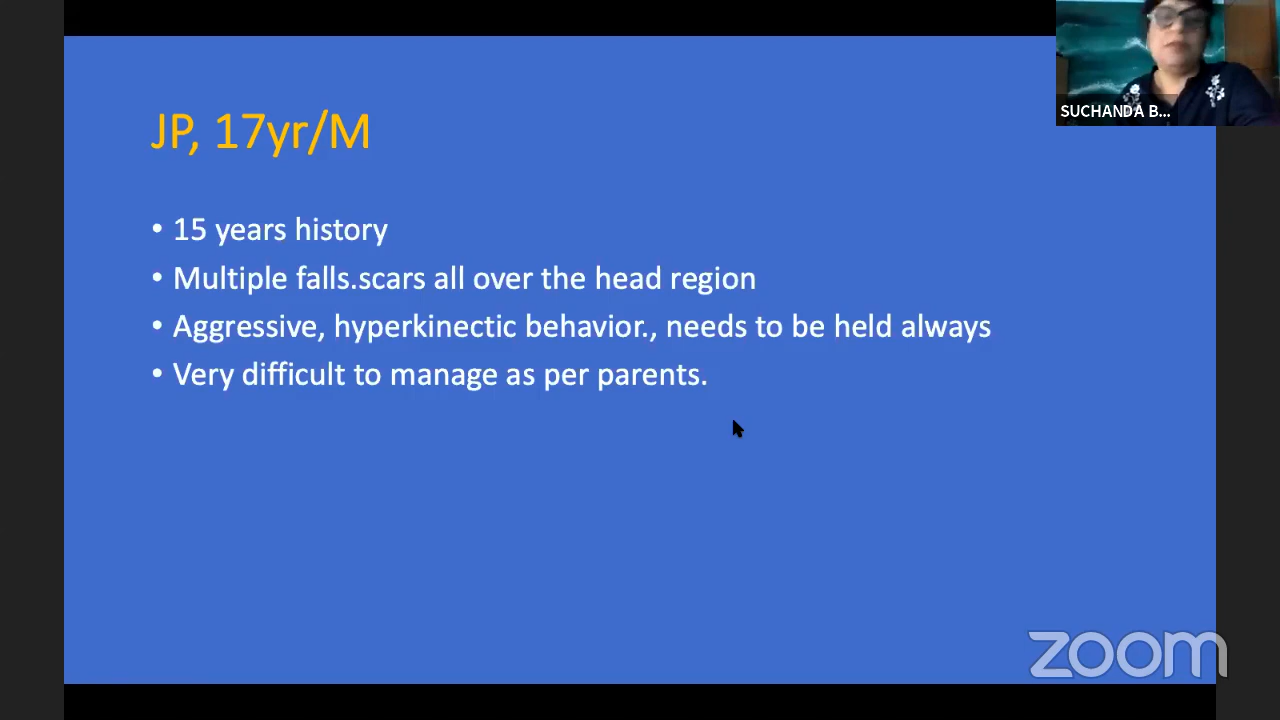 JP, 17yr/M
• 15 years history
• Multiple falls.scars all over the head region
• Aggressive, hyperkinectic behavior., needs to be held always
• Very difficult to manage as per parents.
SUCHANDA B...
zoom